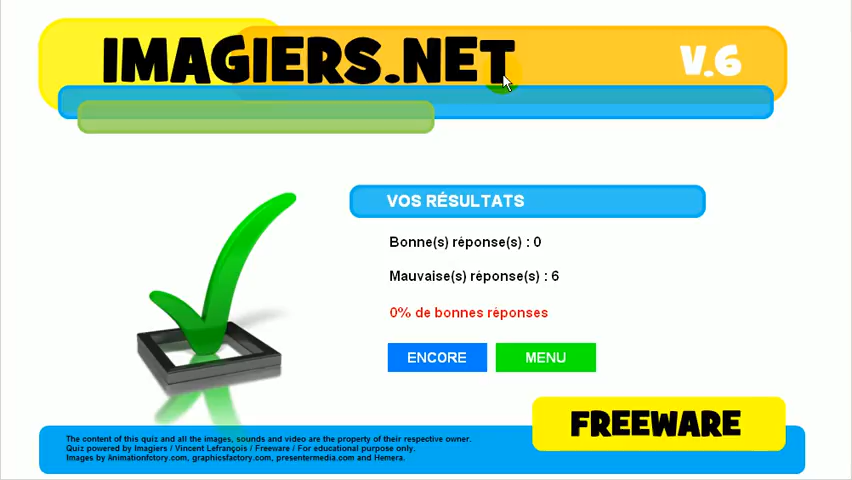 IMAGIERS.NET
V.6
VOS RÉSULTATS
Bonne(s) réponse(s) : 0
Mauvaise(s) réponse(s) : 6
0% de bonnes réponses
ENCORE
MENU
FREEWARE
The content of this quiz and all the images, sounds and video are the property of their respective owner.
Quiz powered by Imagiers / Vincent Lefrançois / Freeware / For educational purpose only.
Images by Animationfctory.com, graphicsfactory.com, presentermedia.com and Hemera.